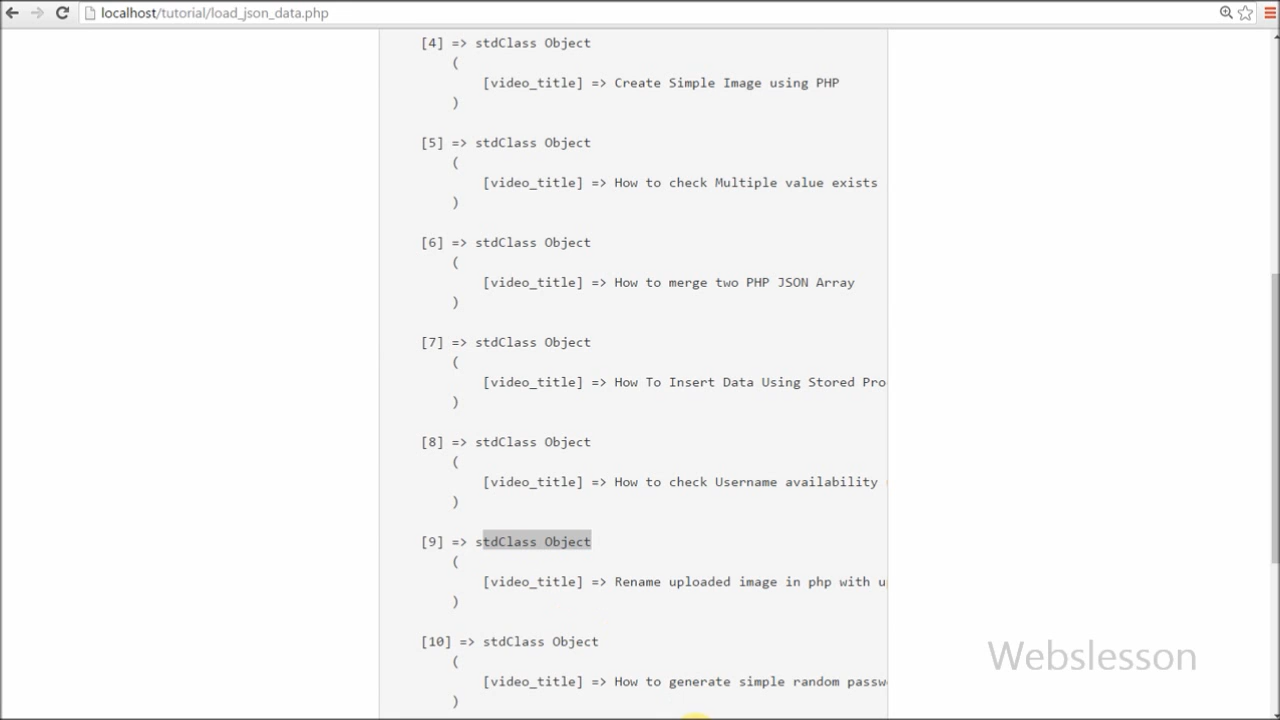 localhost/tutorial/load_json_data.php
[4] => stdClass Object
(
[video_title] => Create Simple Image using PHP
)
[5] => stdClass Object
(
[video_title] => How to check Multiple value exists
)
[6] => stdClass Object
(
[video_title] => How to merge two PHP JSON Array
)
[7] => stdClass Object
(
[video_title] => How To Insert Data Using Stored Pro
)
[8] => stdClass Object
(
[video_title] => How to check Username availability
)
[9] => stdClass Object
(
[video_title] => Rename uploaded image in php with u
)
[10] => stdClass Object
(
[video_title] => How to generate simple random passw
)
Webslesson